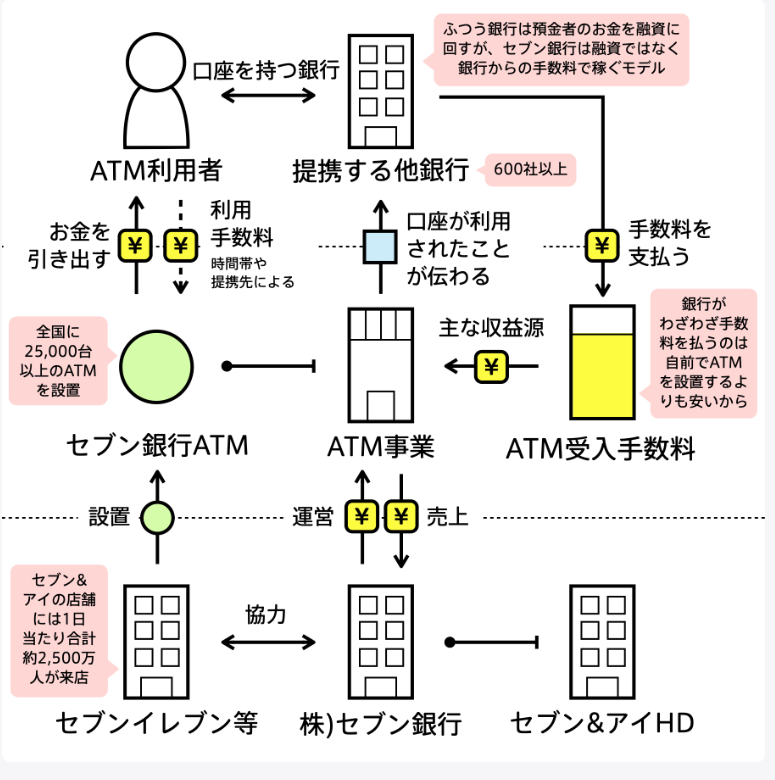 ふつう銀行は預金者のお金を融資に
回すが、セブン銀行は融資ではなく
銀行からの手数料で稼ぐモデル
口座を持つ銀行
ATM利用者
提携する他銀行
600社以上
お金を
引き出す
¥
¥
利用
手数料
時間帯や
提携先による
口座が利用
されたこと
が伝わる
¥
手数料を
支払う
全国に
25,000台
以上のATM
を設置
主な収益源
¥
銀行が
わざわざ手数
料を払うのは
自前でATM
を設置するよ
りも安いから
セブン銀行ATM
ATM事業
ATM受入手数料
設置
運営
¥
¥
売上
セブン&
アイの店舗
には1日
当たり合計
約2,500万
人が来店
協力
セブンイレブン等
株)セブン銀行
セブン&アイHD